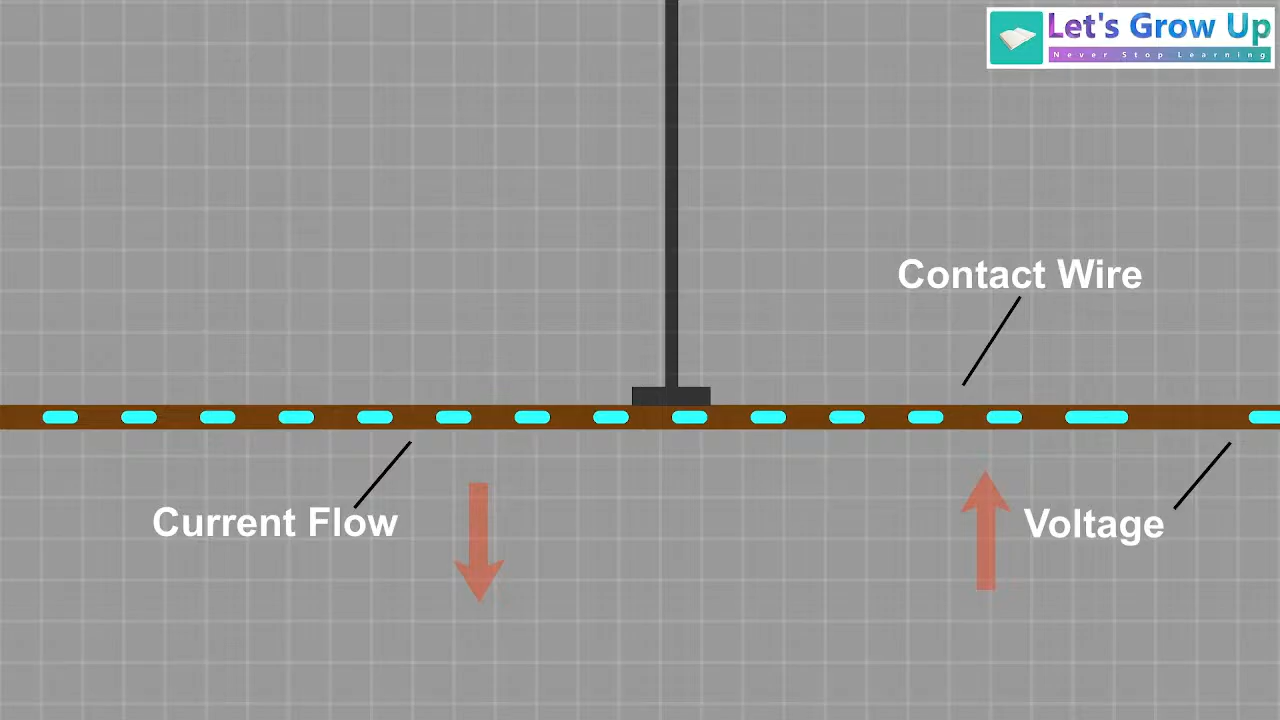 Let's Grow Up
Never Stop Learning
Contact Wire
Current Flow
Voltage